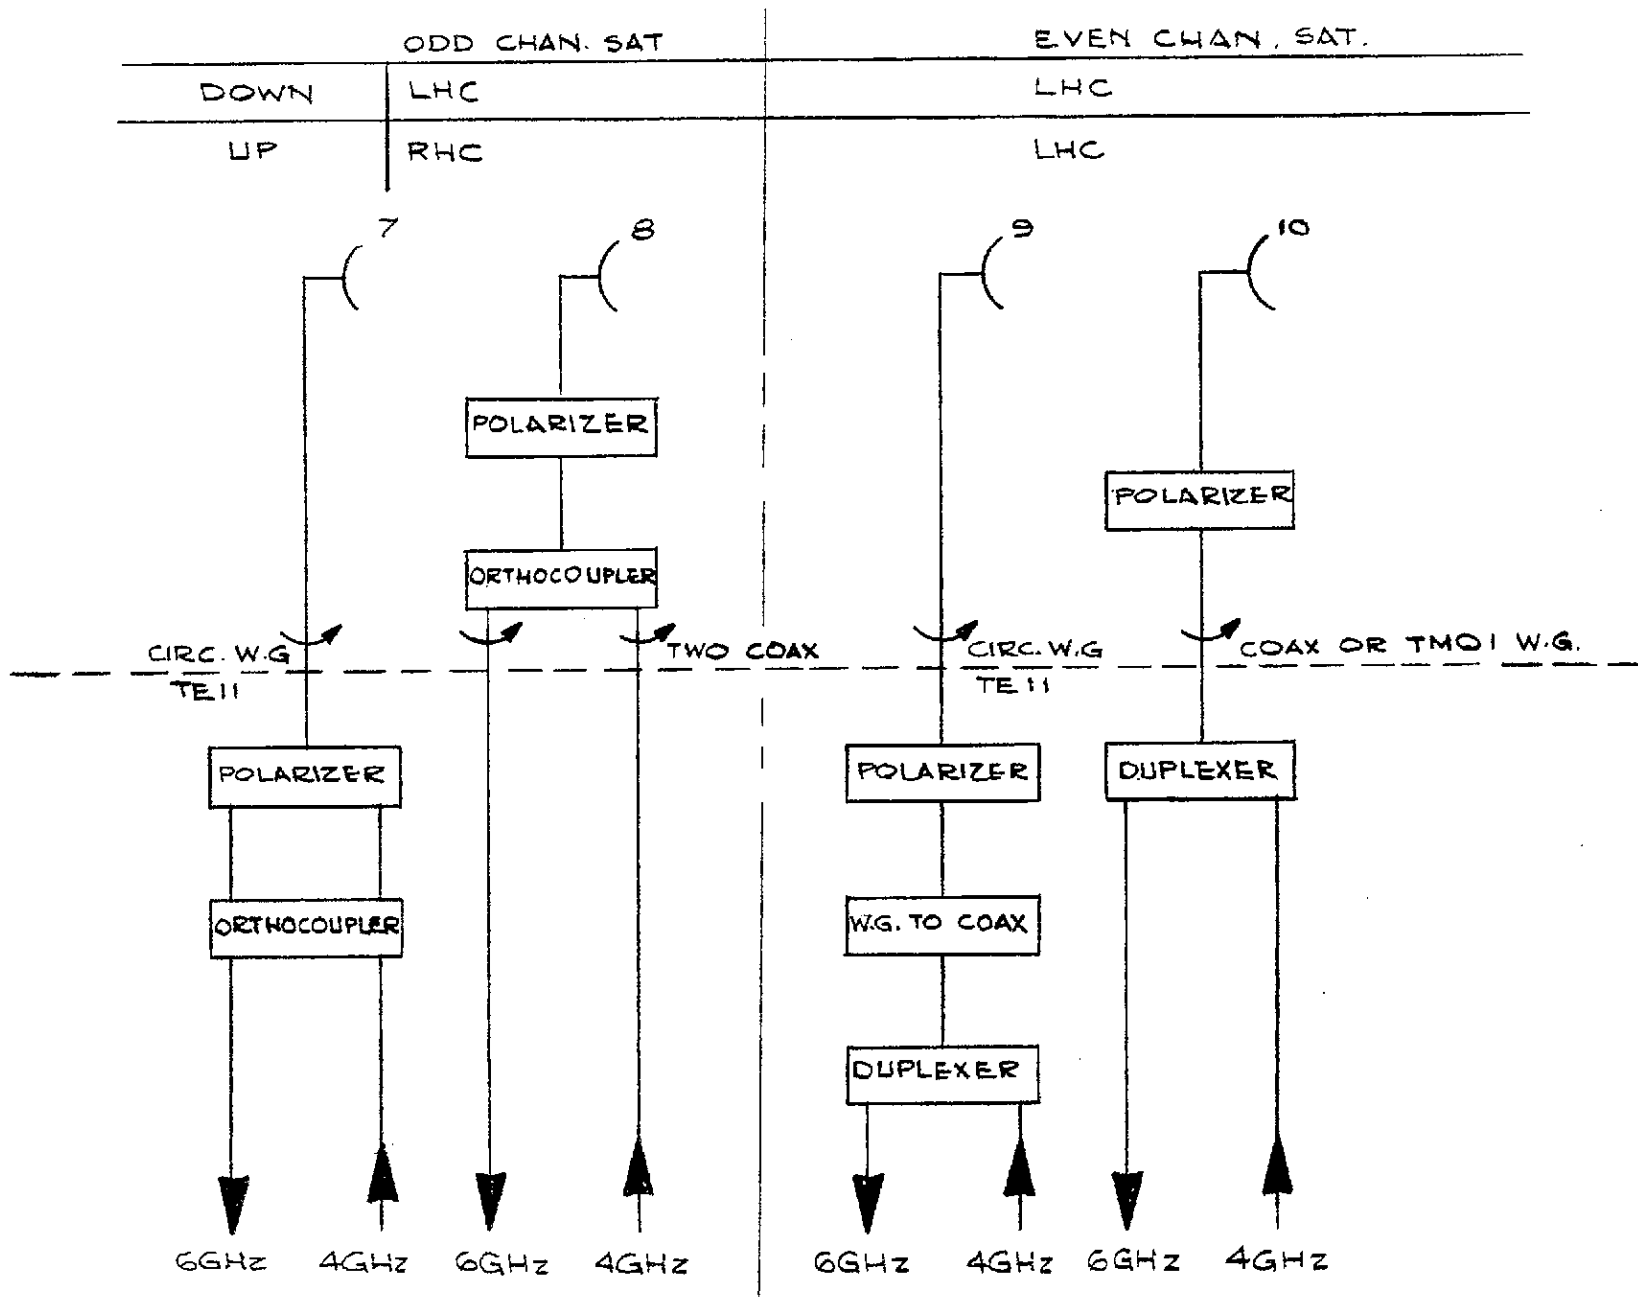 ODD CHAN. SAT
EVEN CHAN. SAT.
DOWN LHC LHC
UP RHC LHC
7 8 9 10
POLARIZER
POLARIZER
ORTHOCOUPLER
CIRC. W.G TWO COAX CIRC. W.G COAX OR TM01 W.G.
TE11 TE11
POLARIZER POLARIZER DUPLEXER
ORTHOCOUPLER W.G. TO COAX
DUPLEXER
6GHz 4GHz 6GHz 4GHz 6GHz 4GHz 6GHz 4GHz